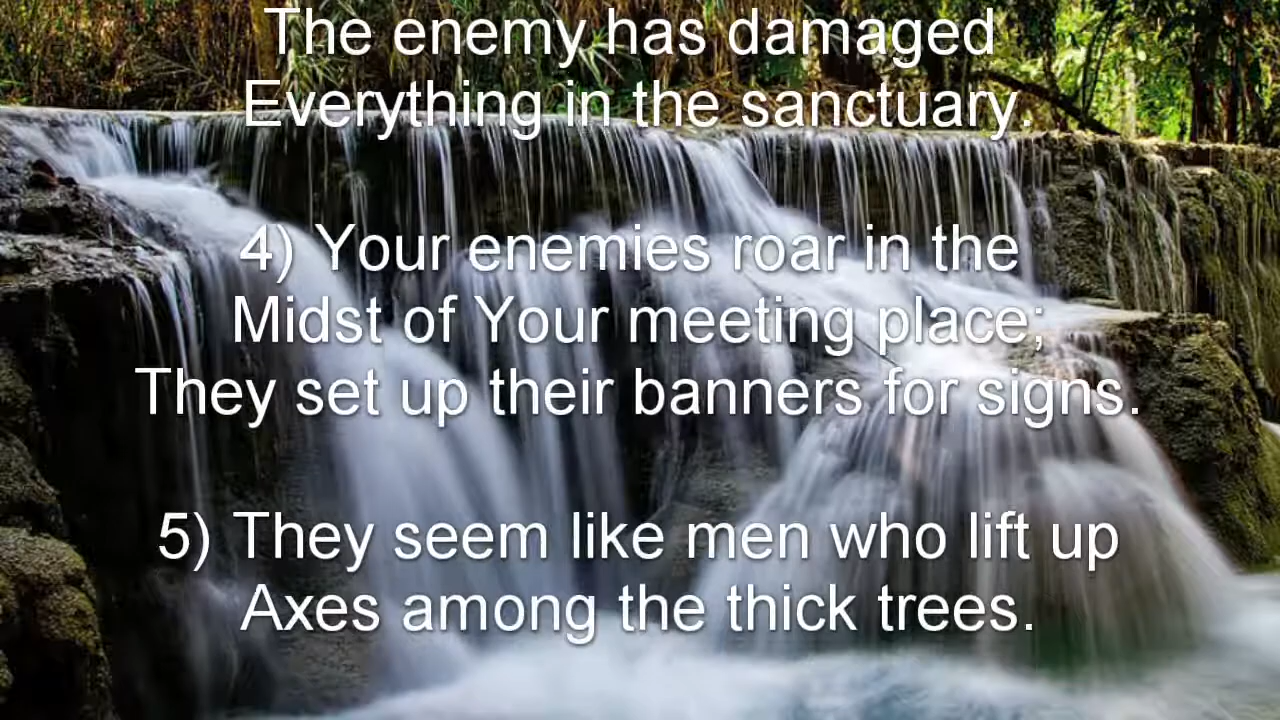 The enemy has damaged
Everything in the sanctuary.
4) Your enemies roar in the
Midst of Your meeting place;
They set up their banners for signs.
5) They seem like men who lift up
Axes among the thick trees.